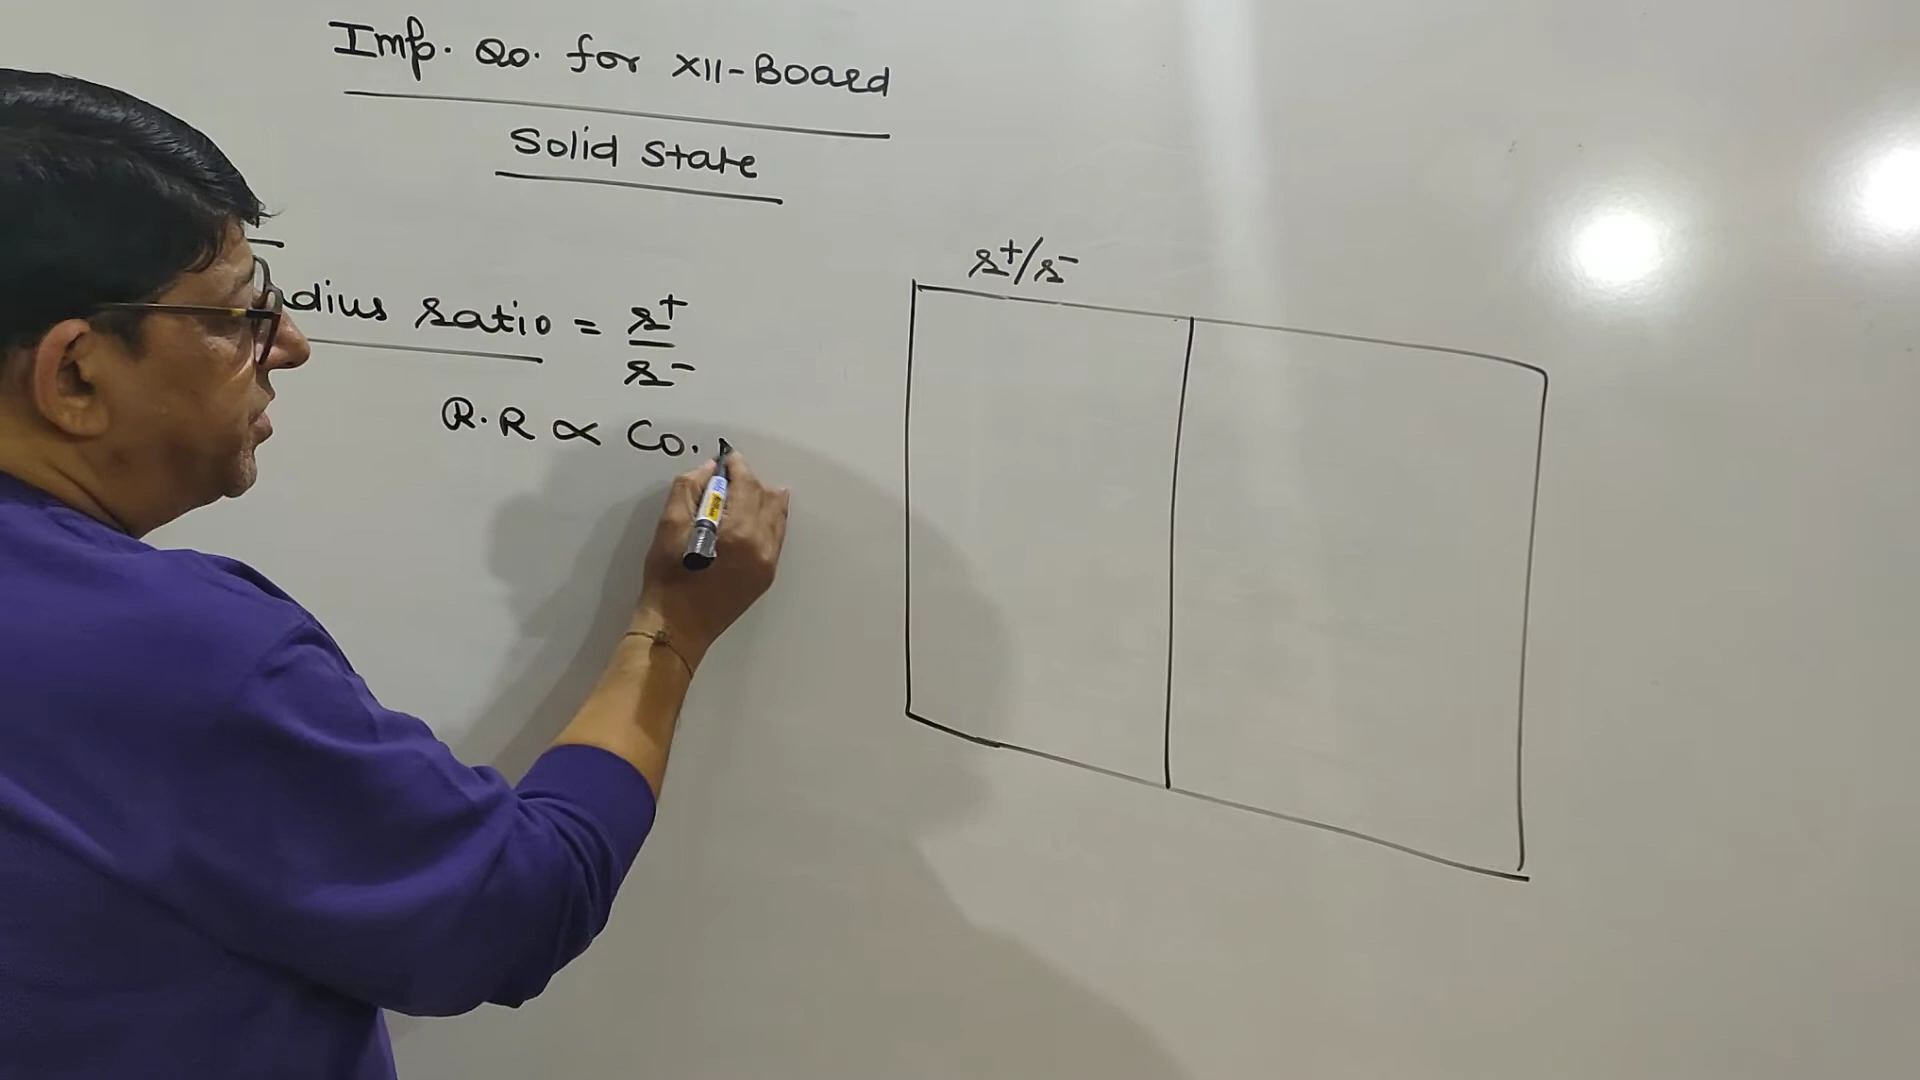 Imp. Qo. for XII-Board
Solid State
dius ratio = r⁺/r⁻
R.R ∝ Co.
r⁺/r⁻